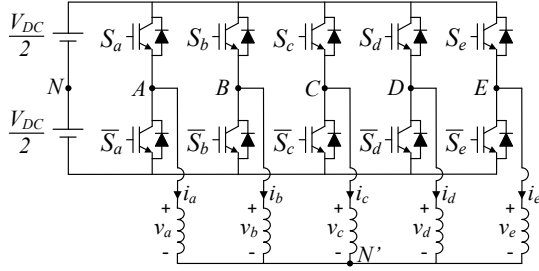 V_DC/2
S_a S_b S_c S_d S_e
N A B C D E
V_DC/2
S̅_a S̅_b S̅_c S̅_d S̅_e
i_a i_b i_c i_d i_e
+ + + + +
v_a v_b v_c v_d v_e
- - - - -
N'